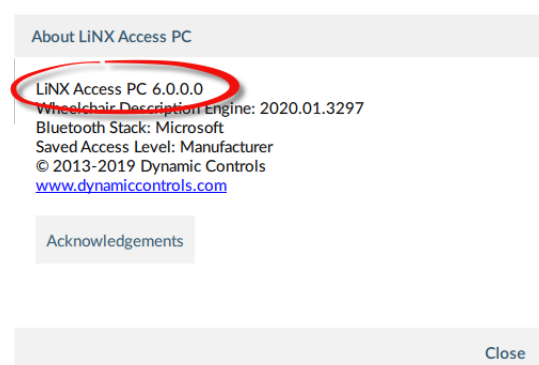 About LiNX Access PC
LiNX Access PC 6.0.0.0
Wheelchair Description Engine: 2020.01.3297
Bluetooth Stack: Microsoft
Saved Access Level: Manufacturer
© 2013-2019 Dynamic Controls
www.dynamiccontrols.com
Acknowledgements
Close